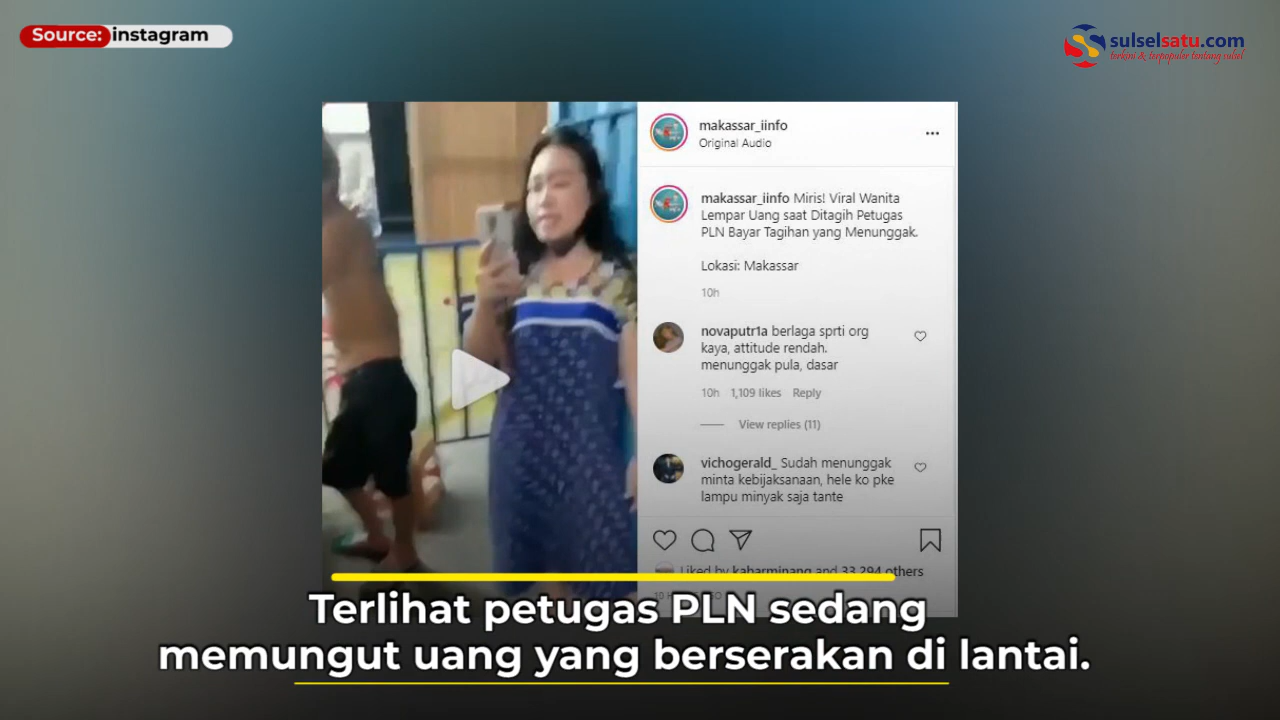 Source: instagram
sulselsatu.com
terkini & terpopuler tentang sulsel
makassar_iinfo
Original Audio
makassar_iinfo Miris! Viral Wanita
Lempar Uang saat Ditagih Petugas
PLN Bayar Tagihan yang Menunggak.
Lokasi: Makassar
10h
novaputr1a berlaga sprti org
kaya, attitude rendah.
menunggak pula, dasar
10h 1,109 likes Reply
View replies (11)
vichogerald_ Sudah menunggak
minta kebijaksanaan, hele ko pke
lampu minyak saja tante
Liked by kabarminang and 33,294 others
Terlihat petugas PLN sedang
memungut uang yang berserakan di lantai.